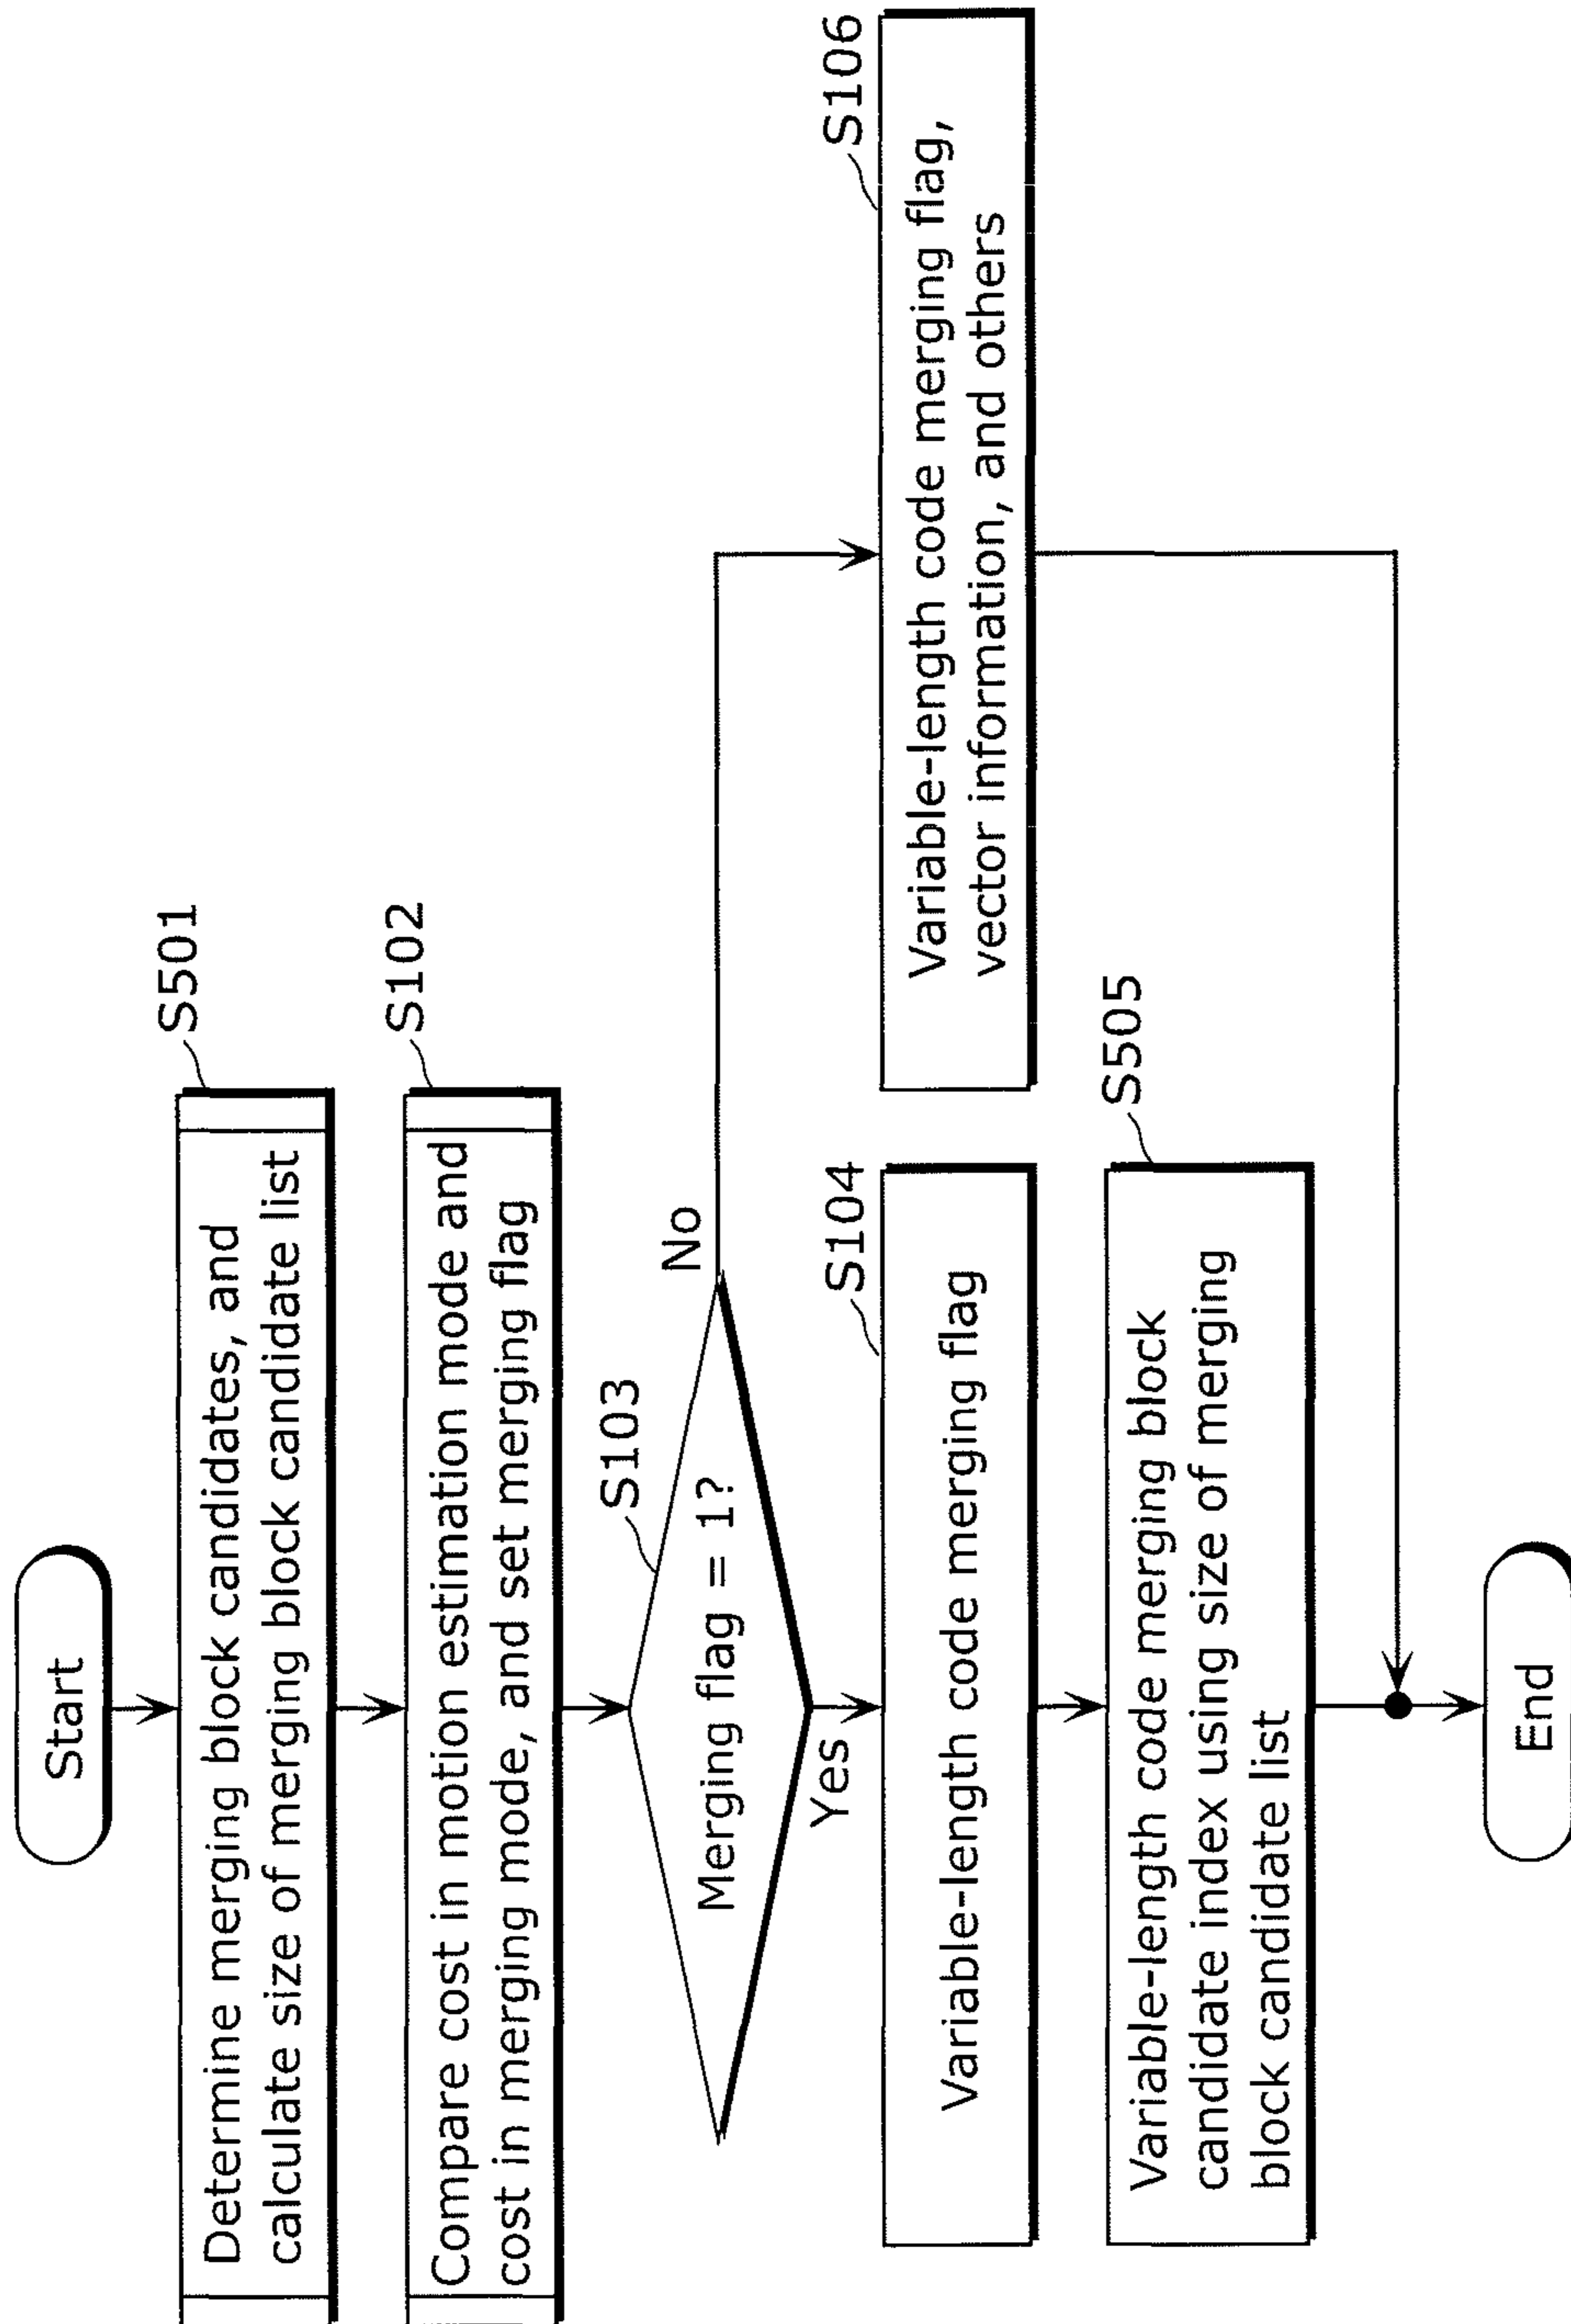 Start
S501
Determine merging block candidates, and
calculate size of merging block candidate list
S102
Compare cost in motion estimation mode and
cost in merging mode, and set merging flag
S103
Merging flag = 1?
No
Yes
S104
Variable-length code merging flag
S106
Variable-length code merging flag,
vector information, and others
S505
Variable-length code merging block
candidate index using size of merging
block candidate list
End